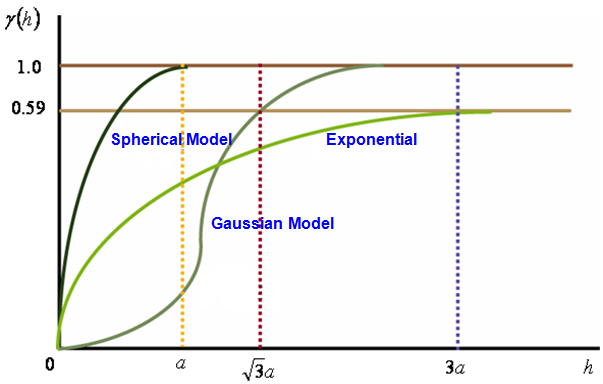 γ(h)
1.0
0.59
Spherical Model
Exponential
Gaussian Model
0
a
√3a
3a
h